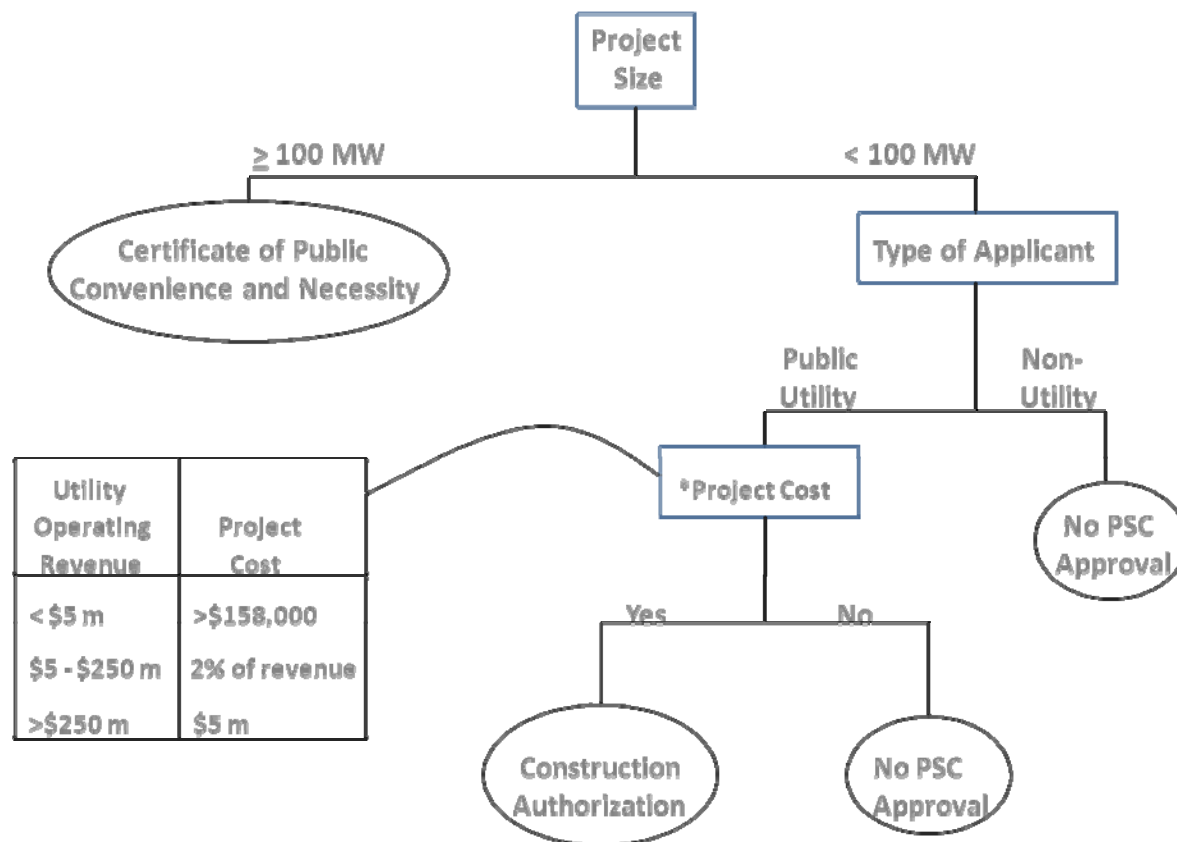 Project
Size
≥ 100 MW
< 100 MW
Certificate of Public
Convenience and Necessity
Type of Applicant
Public
Utility
Non-
Utility
*Project Cost
No PSC
Approval
Utility
Operating
Revenue
Project
Cost
< $5 m
>$158,000
$5 - $250 m
2% of revenue
>$250 m
$5 m
Yes
No
Construction
Authorization
No PSC
Approval